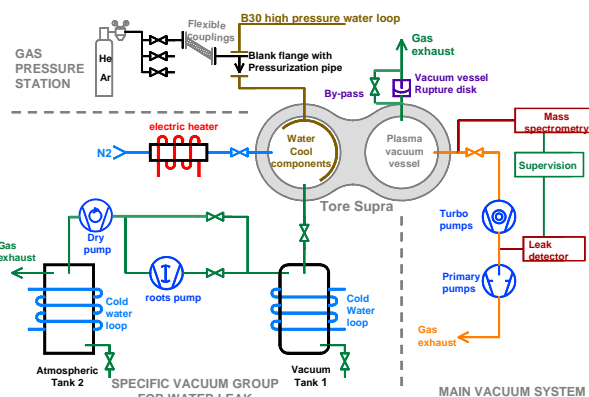 B30 high pressure water loop
Flexible
couplings
GAS
PRESSURE
STATION
He
Ar
Blank flange with
Pressurization pipe
Gas
exhaust
By-pass
Vacuum vessel
Rupture disk
Mass
spectrometry
Supervision
electric heater
N2
Water
Cool
components
Plasma
vacuum
vessel
Tore Supra
Turbo
pumps
Leak
detector
Primary
pumps
Gas
exhaust
Dry
pump
Gas
exhaust
roots pump
Cold
water
loop
Cold
Water
loop
Atmospheric
Tank 2
Vacuum
Tank 1
SPECIFIC VACUUM GROUP
FOR WATER LEAK
MAIN VACUUM SYSTEM